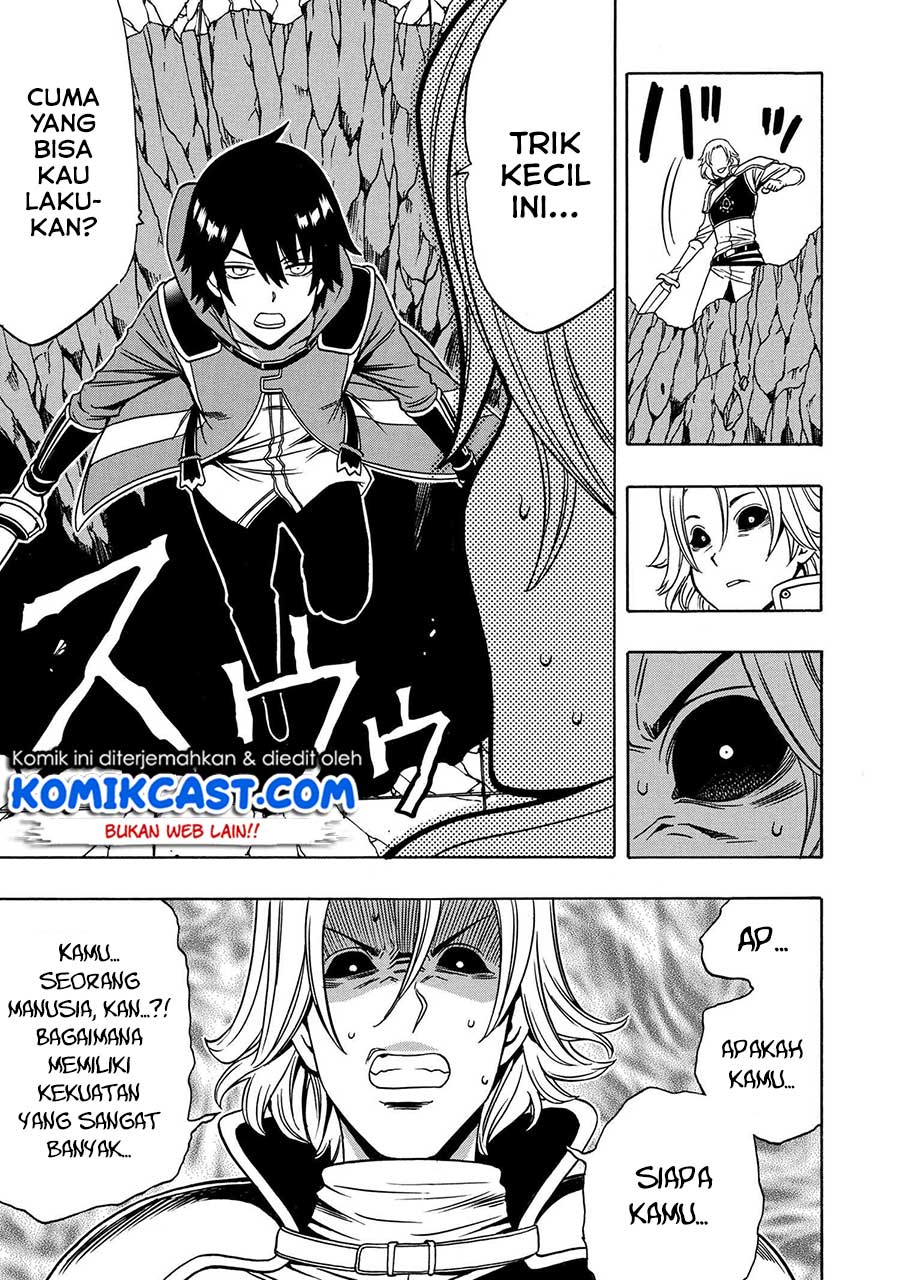 バッ
TRIK
KECIL
INI...
CUMA
YANG
BISA
KAU
LAKU-
KAN?
スウゥ
Komik ini diterjemahkan & diedit oleh
KOMIKCAST.COM
BUKAN WEB LAIN!!
AP...
APAKAH
KAMU...
SIAPA
KAMU...
KAMU...
SEORANG
MANUSIA, KAN...?!
BAGAIMANA
MEMILIKI
KEKUATAN
YANG SANGAT
BANYAK...